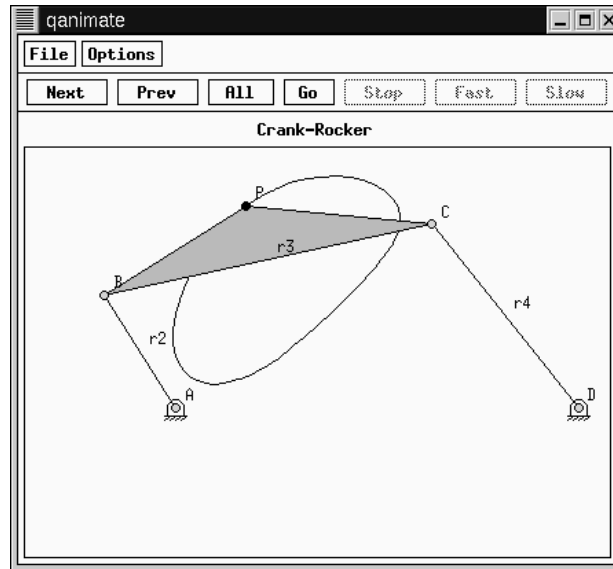 qanimate
File Options
Next Prev All Go Stop Fast Slow
Crank-Rocker
P
C
r3
B
r4
r2
A
D